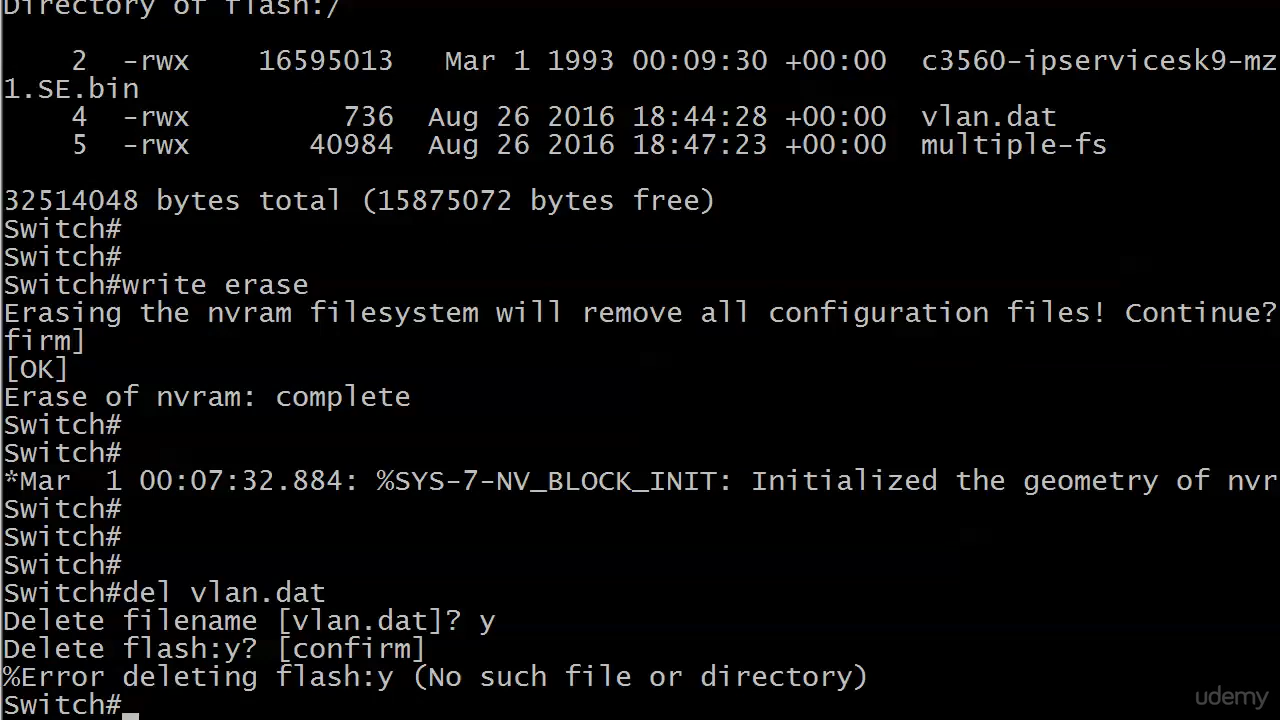 Directory of flash:/
2 -rwx 16595013 Mar 1 1993 00:09:30 +00:00 c3560-ipservicesk9-mz
1.SE.bin
4 -rwx 736 Aug 26 2016 18:44:28 +00:00 vlan.dat
5 -rwx 40984 Aug 26 2016 18:47:23 +00:00 multiple-fs
32514048 bytes total (15875072 bytes free)
Switch#
Switch#
Switch#write erase
Erasing the nvram filesystem will remove all configuration files! Continue?
firm]
[OK]
Erase of nvram: complete
Switch#
Switch#
*Mar 1 00:07:32.884: %SYS-7-NV_BLOCK_INIT: Initialized the geometry of nvr
Switch#
Switch#
Switch#
Switch#del vlan.dat
Delete filename [vlan.dat]? y
Delete flash:y? [confirm]
%Error deleting flash:y (No such file or directory)
Switch#
udemy